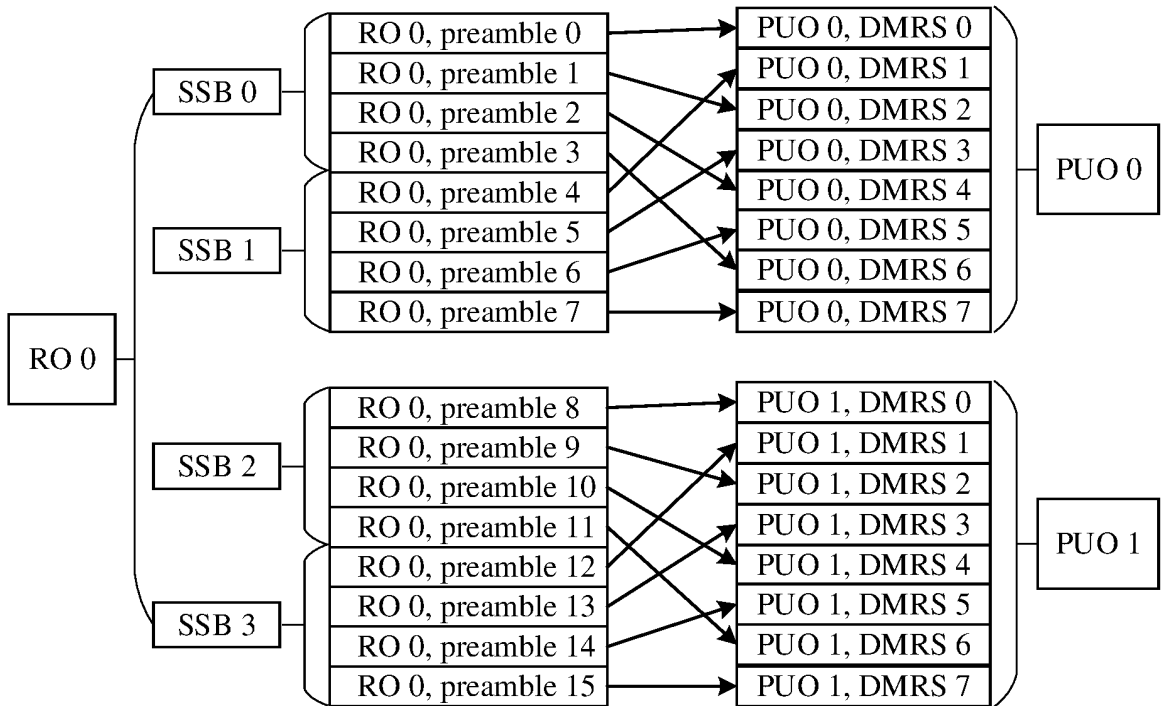 RO 0
SSB 0
SSB 1
SSB 2
SSB 3
RO 0, preamble 0
RO 0, preamble 1
RO 0, preamble 2
RO 0, preamble 3
RO 0, preamble 4
RO 0, preamble 5
RO 0, preamble 6
RO 0, preamble 7
RO 0, preamble 8
RO 0, preamble 9
RO 0, preamble 10
RO 0, preamble 11
RO 0, preamble 12
RO 0, preamble 13
RO 0, preamble 14
RO 0, preamble 15
PUO 0, DMRS 0
PUO 0, DMRS 1
PUO 0, DMRS 2
PUO 0, DMRS 3
PUO 0, DMRS 4
PUO 0, DMRS 5
PUO 0, DMRS 6
PUO 0, DMRS 7
PUO 1, DMRS 0
PUO 1, DMRS 1
PUO 1, DMRS 2
PUO 1, DMRS 3
PUO 1, DMRS 4
PUO 1, DMRS 5
PUO 1, DMRS 6
PUO 1, DMRS 7
PUO 0
PUO 1